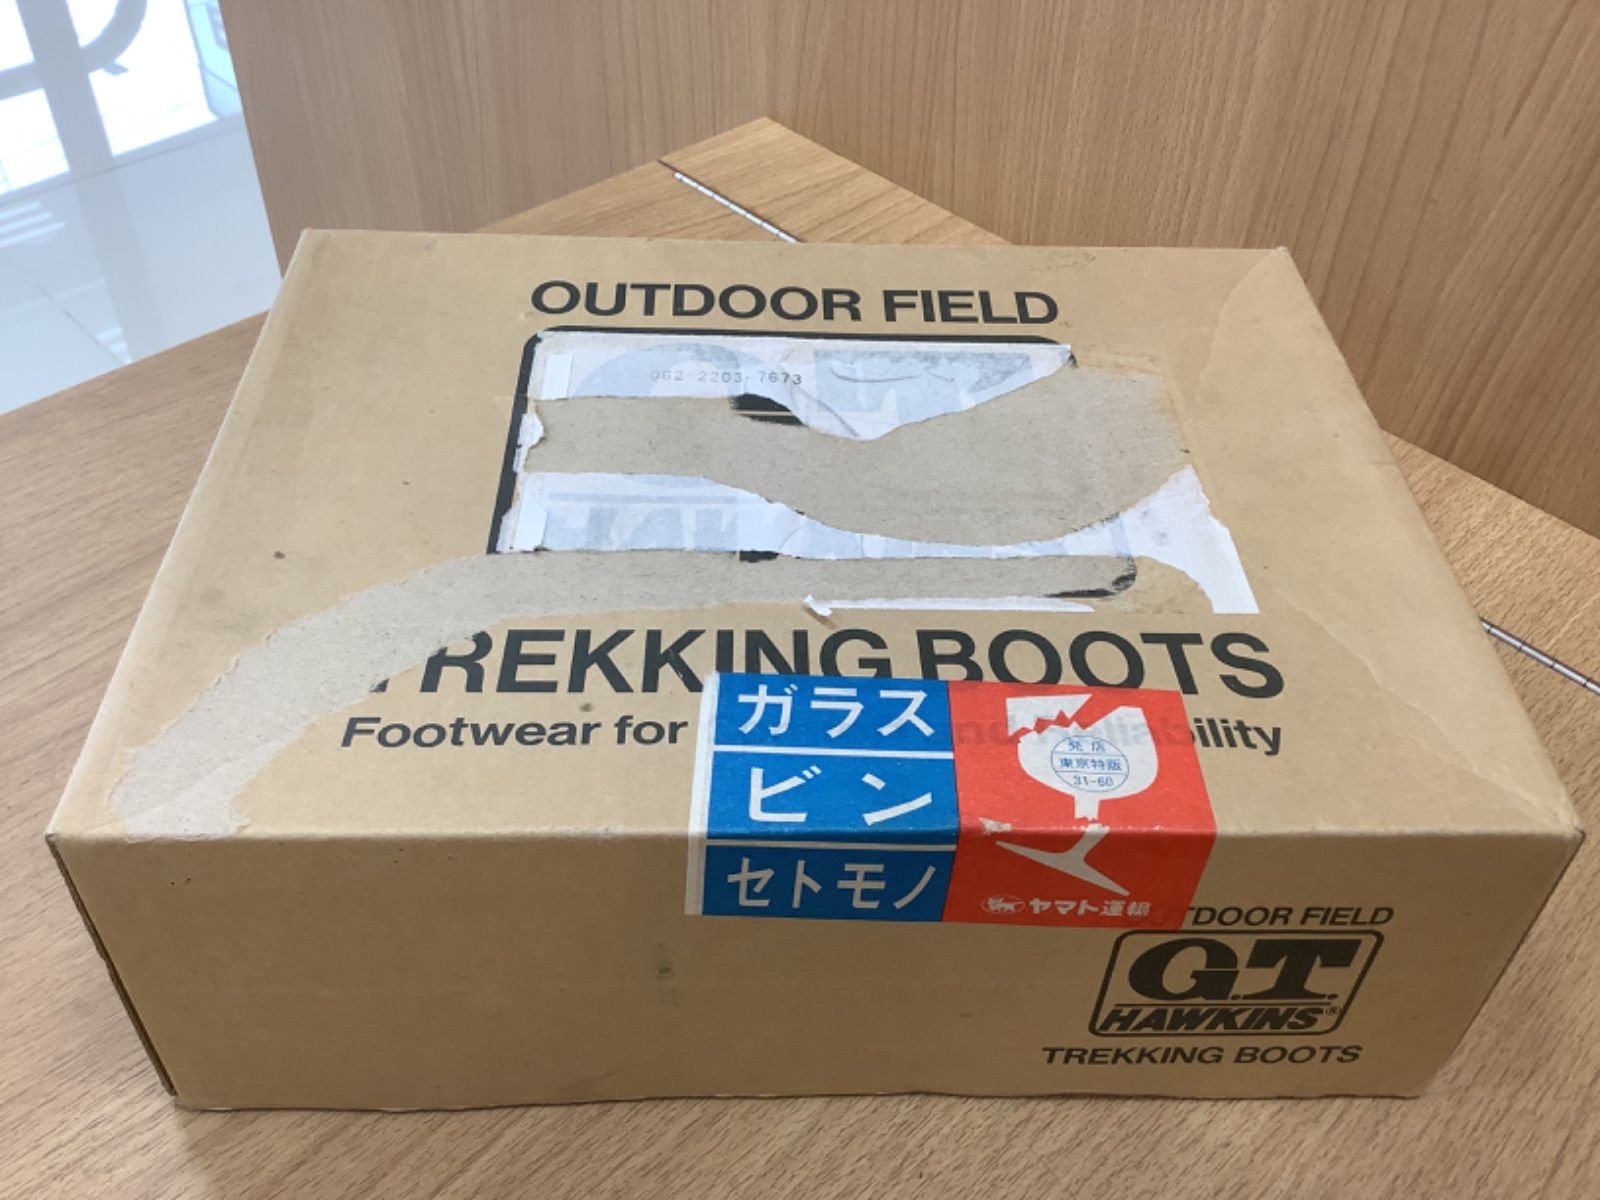 OUTDOOR FIELD
062-2203-7673
TREKKING BOOTS
Footwear for
ガラス
ビン
セトモノ
発店
東京特販
31-60
ヤマト運輸
OUTDOOR FIELD
G.T.
HAWKINS®
TREKKING BOOTS